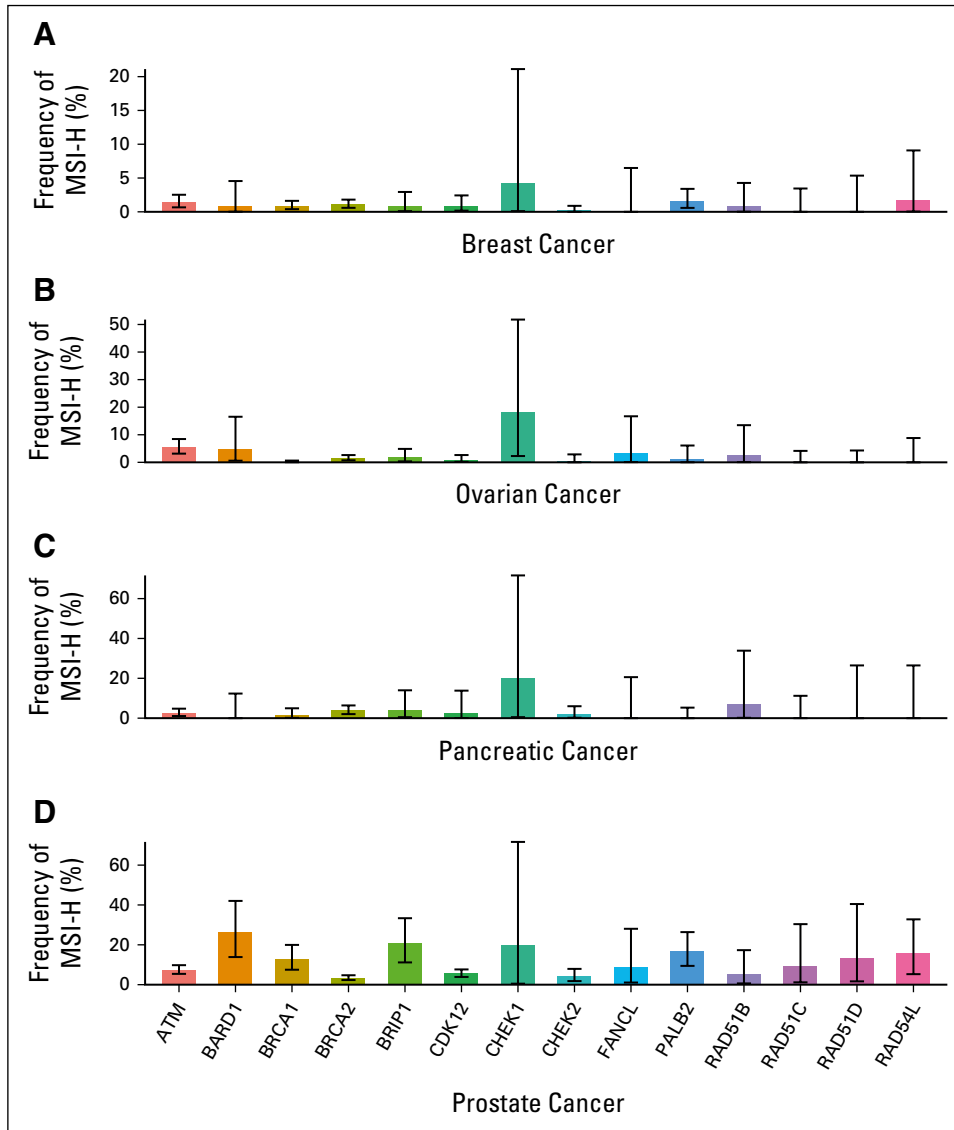 A
Frequency of
MSI-H (%)
20
15
10
5
0
Breast Cancer
B
Frequency of
MSI-H (%)
50
40
30
20
10
0
Ovarian Cancer
C
Frequency of
MSI-H (%)
60
40
20
0
Pancreatic Cancer
D
Frequency of
MSI-H (%)
60
40
20
0
ATM
BARD1
BRCA1
BRCA2
BRIP1
CDK12
CHEK1
CHEK2
FANCL
PALB2
RAD51B
RAD51C
RAD51D
RAD54L
Prostate Cancer